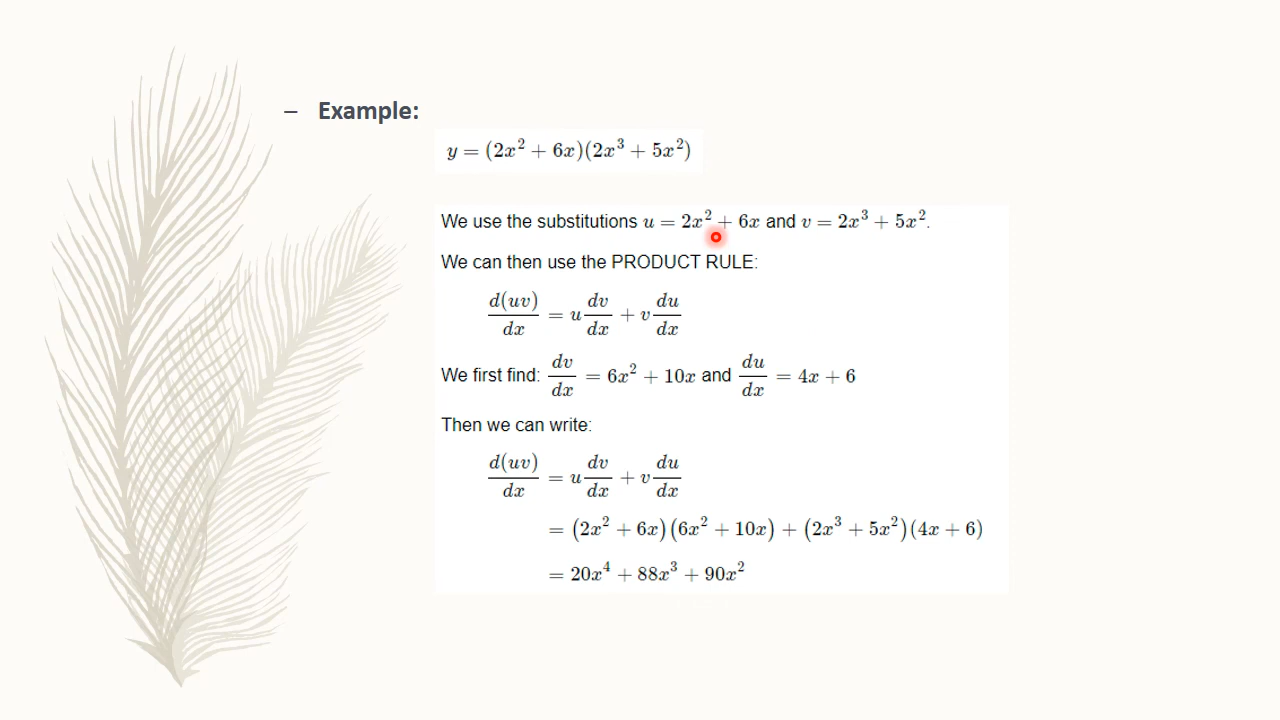 – Example:
y = (2x² + 6x)(2x³ + 5x²)
We use the substitutions u = 2x² + 6x and v = 2x³ + 5x².
We can then use the PRODUCT RULE:
d(uv)/dx = u dv/dx + v du/dx
We first find: dv/dx = 6x² + 10x and du/dx = 4x + 6
Then we can write:
d(uv)/dx = u dv/dx + v du/dx
= (2x² + 6x)(6x² + 10x) + (2x³ + 5x²)(4x + 6)
= 20x⁴ + 88x³ + 90x²